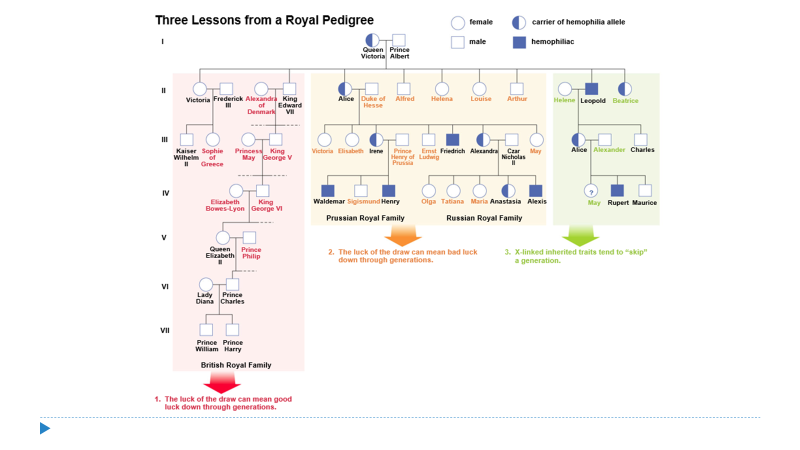 Three Lessons from a Royal Pedigree
female
carrier of hemophilia allele
male
hemophiliac
I
Queen Victoria
Prince Albert
II
Victoria
Frederick III
Alexandra of Denmark
King Edward VII
Alice
Duke of Hesse
Alfred
Helena
Louise
Arthur
Helene
Leopold
Beatrice
III
Kaiser Wilhelm II
Sophie of Greece
Princess May
King George V
Victoria
Elisabeth
Irene
Prince Henry of Prussia
Ernst Ludwig
Friedrich
Alexandra
Czar Nicholas II
May
Alice
Alexander
Charles
IV
Elizabeth Bowes-Lyon
King George VI
Waldemar
Sigismund
Henry
Olga
Tatiana
Maria
Anastasia
Alexis
?
May
Rupert
Maurice
Prussian Royal Family
Russian Royal Family
V
Queen Elizabeth II
Prince Philip
2. The luck of the draw can mean bad luck
down through generations.
3. X-linked inherited traits tend to “skip”
a generation.
VI
Lady Diana
Prince Charles
VII
Prince William
Prince Harry
British Royal Family
1. The luck of the draw can mean good
luck down through generations.